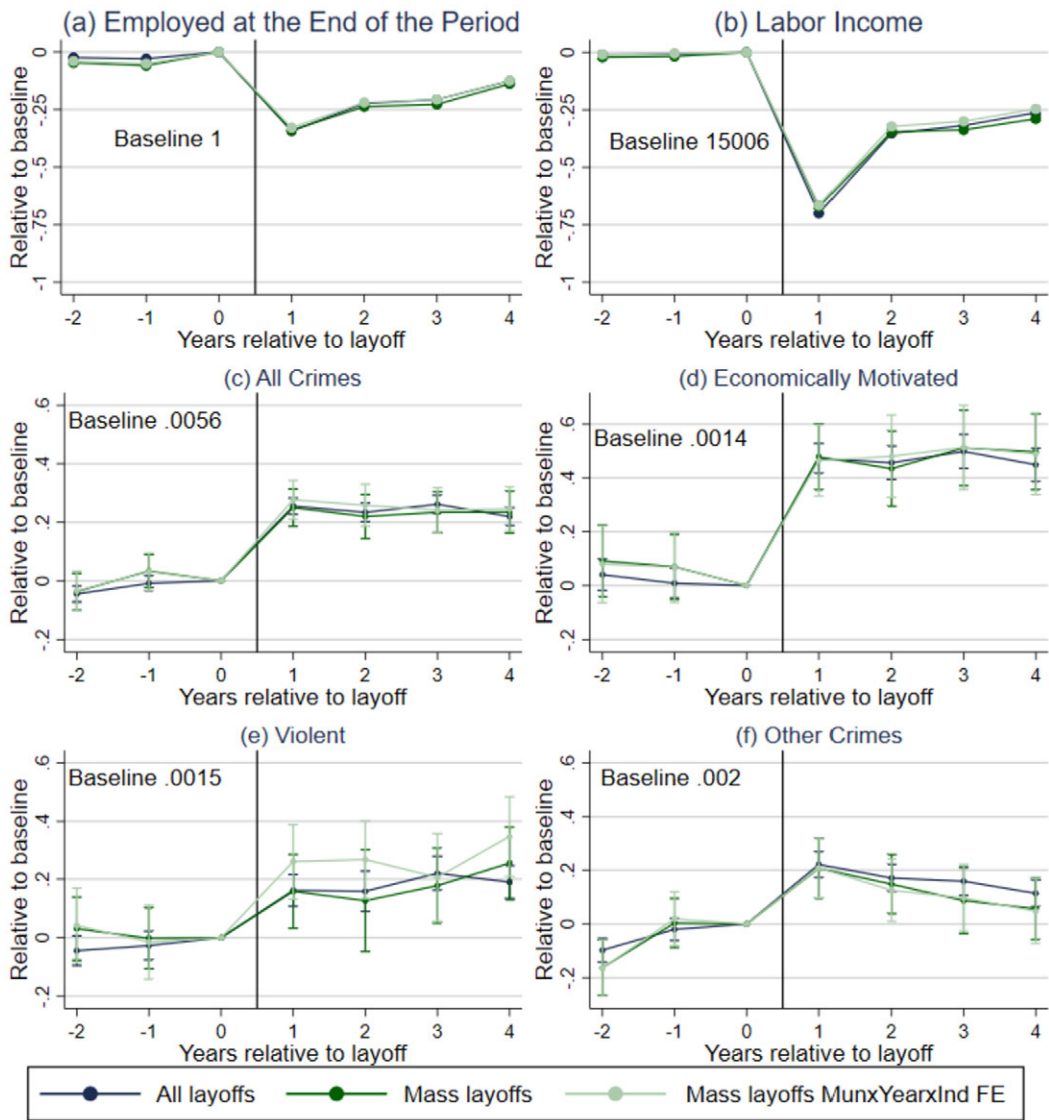 (a) Employed at the End of the Period
Relative to baseline
0
-.25
-.5
-.75
-1
Baseline 1
-2 -1 0 1 2 3 4
Years relative to layoff
(b) Labor Income
Relative to baseline
0
-.25
-.5
-.75
-1
Baseline 15006
-2 -1 0 1 2 3 4
Years relative to layoff
(c) All Crimes
Relative to baseline
.6
.4
.2
0
-.2
Baseline .0056
-2 -1 0 1 2 3 4
Years relative to layoff
(d) Economically Motivated
Relative to baseline
.6
.4
.2
0
-.2
Baseline .0014
-2 -1 0 1 2 3 4
Years relative to layoff
(e) Violent
Relative to baseline
.6
.4
.2
0
-.2
Baseline .0015
-2 -1 0 1 2 3 4
Years relative to layoff
(f) Other Crimes
Relative to baseline
.6
.4
.2
0
-.2
Baseline .002
-2 -1 0 1 2 3 4
Years relative to layoff
All layoffs Mass layoffs Mass layoffs MunxYearxInd FE